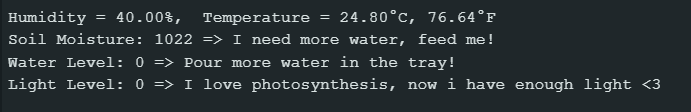 Humidity = 40.00%,  Temperature = 24.80°C, 76.64°F
Soil Moisture: 1022 => I need more water, feed me!
Water Level: 0 => Pour more water in the tray!
Light Level: 0 => I love photosynthesis, now i have enough light <3